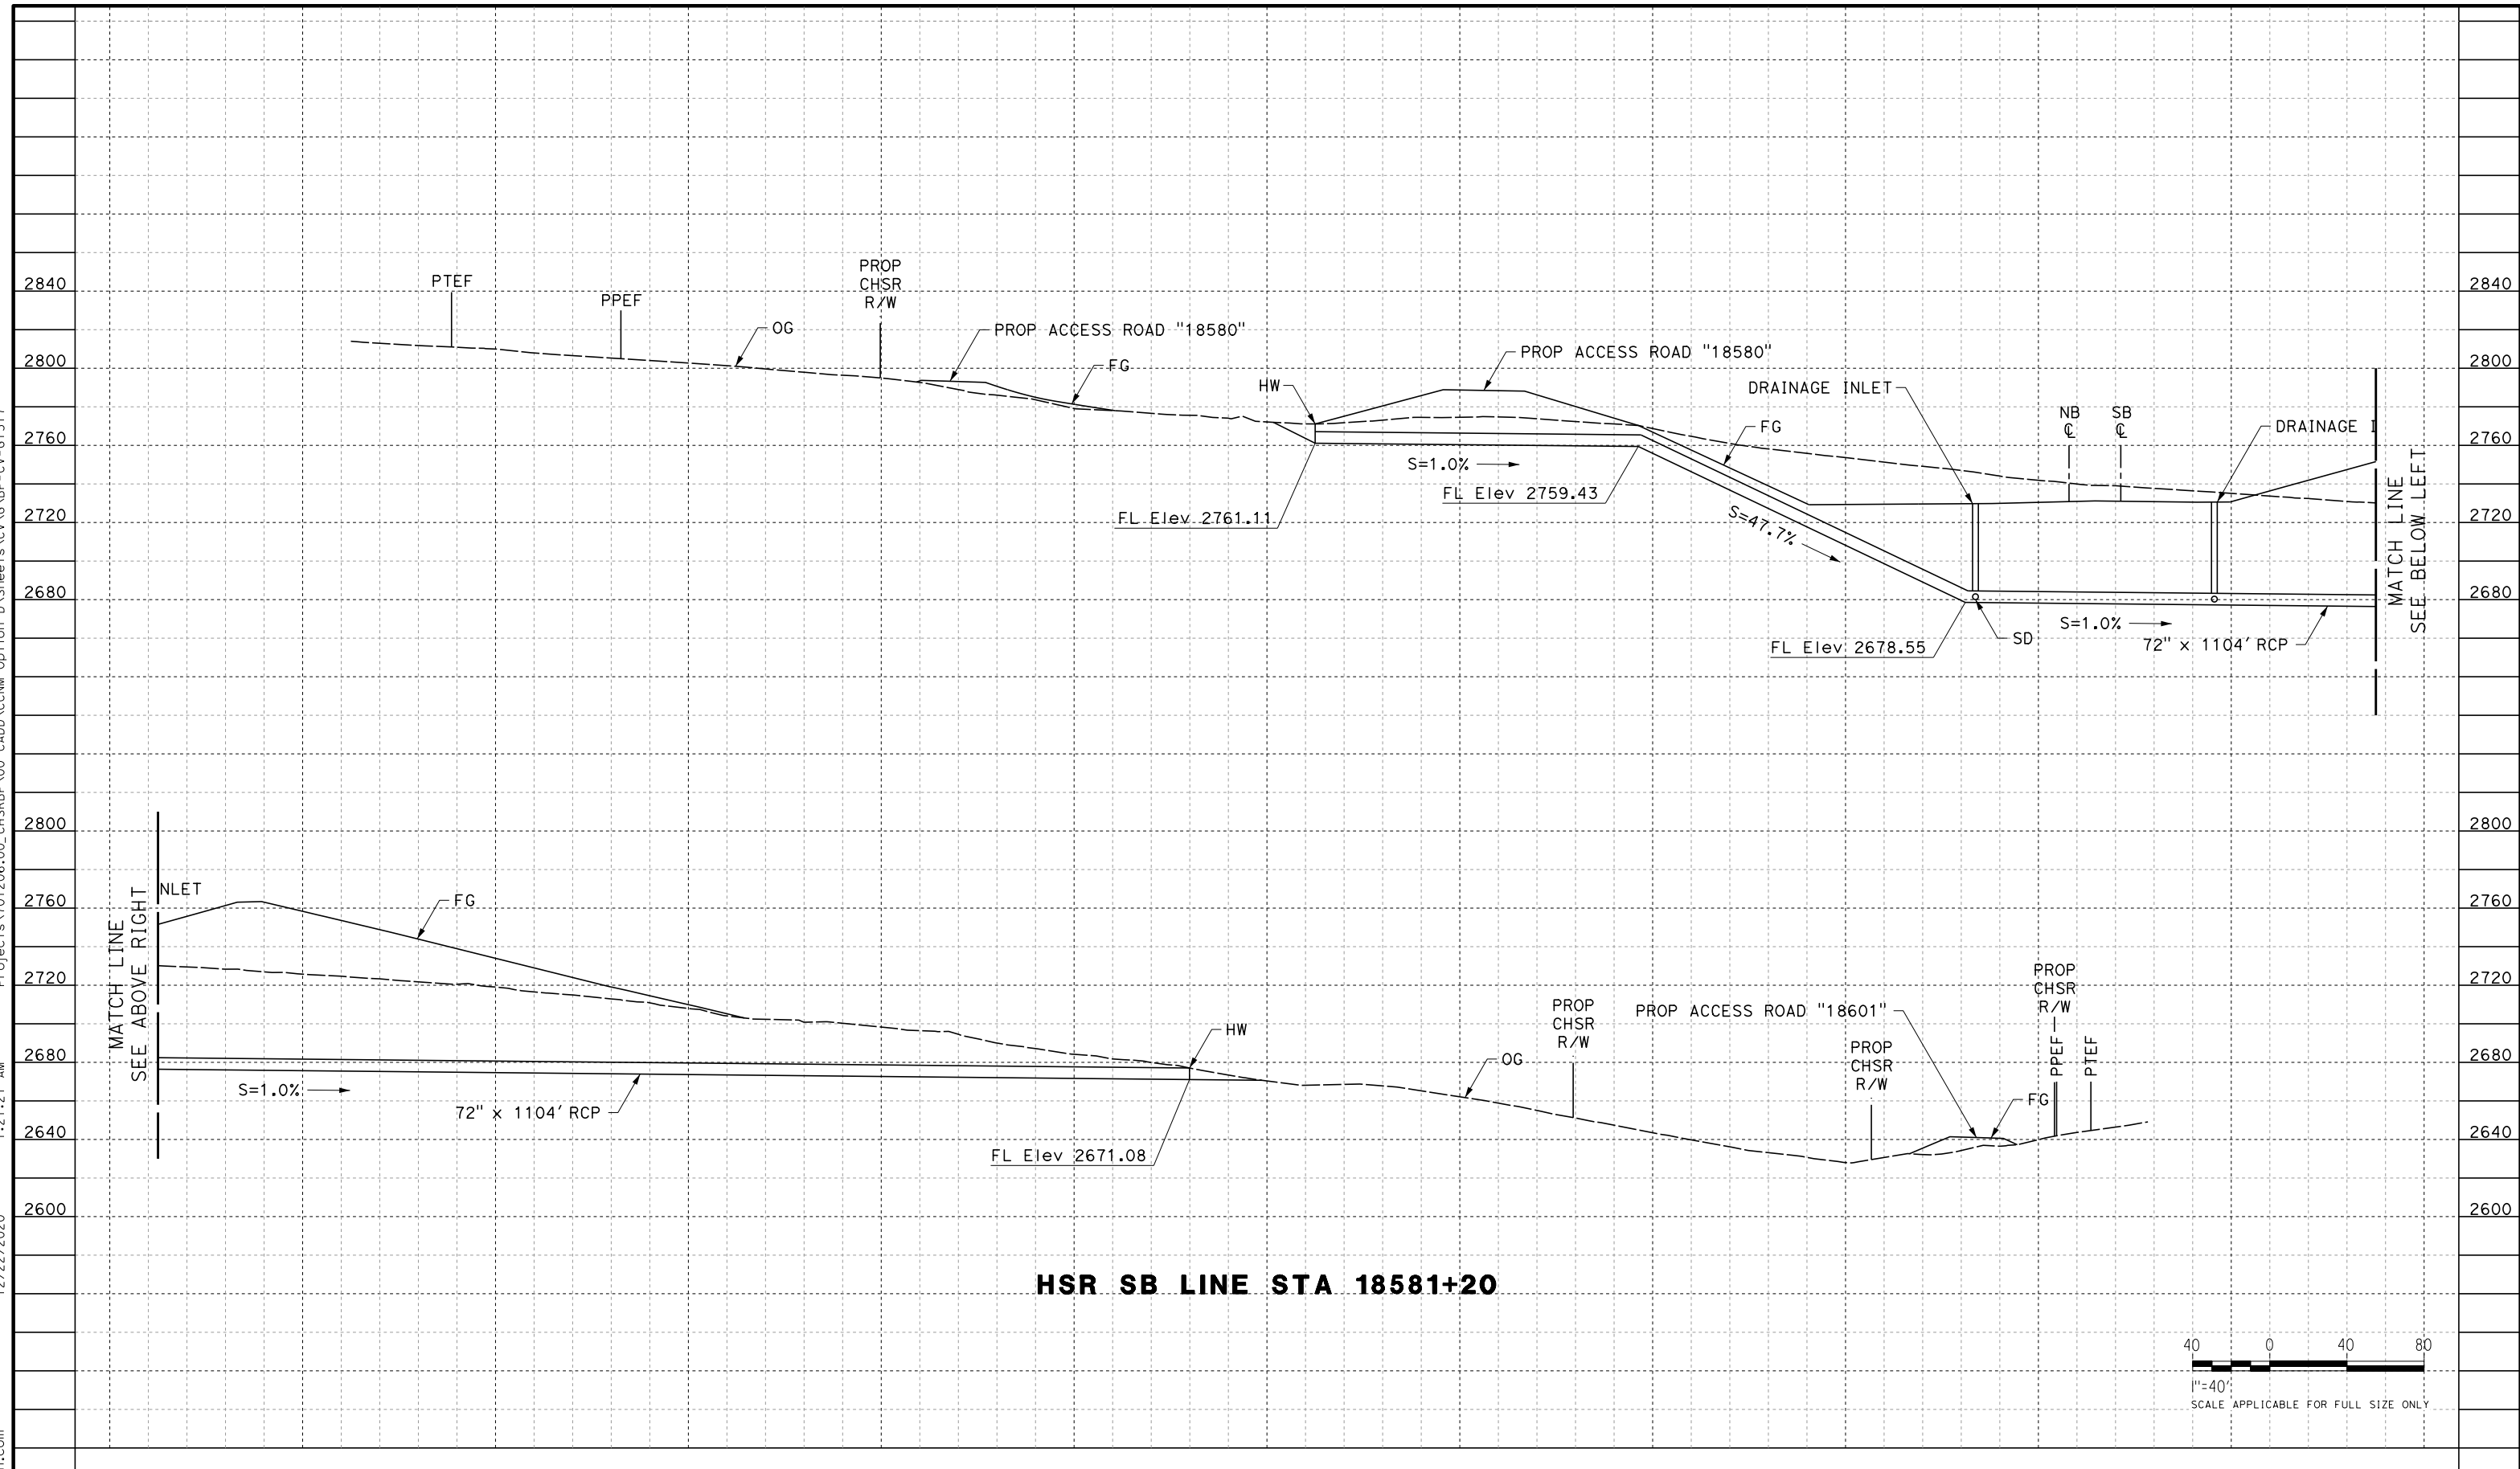 2840
2840
PTEF
PPEF
PROP
CHSR
R/W
OG
PROP ACCESS ROAD "18580"
FG
2800
2800
HW
PROP ACCESS ROAD "18580"
DRAINAGE INLET
FG
NB
℄
SB
℄
DRAINAGE I
2760
2760
S=1.0%
FL Elev 2759.43
FL Elev 2761.11
S=47.7%
2720
2720
MATCH LINE
SEE BELOW LEFT
2680
2680
SD
S=1.0%
FL Elev 2678.55
72" x 1104' RCP
2800
2800
NLET
FG
2760
2760
MATCH LINE
SEE ABOVE RIGHT
2720
2720
PROP
CHSR
R/W
PROP ACCESS ROAD "18601"
PROP
CHSR
R/W
HW
2680
2680
OG
PROP
CHSR
R/W
PPEF
PTEF
S=1.0%
72" x 1104' RCP
FG
2640
2640
FL Elev 2671.08
2600
2600
HSR SB LINE STA 18581+20
40 0 40 80
1"=40'
SCALE APPLICABLE FOR FULL SIZE ONLY
12/22/2020